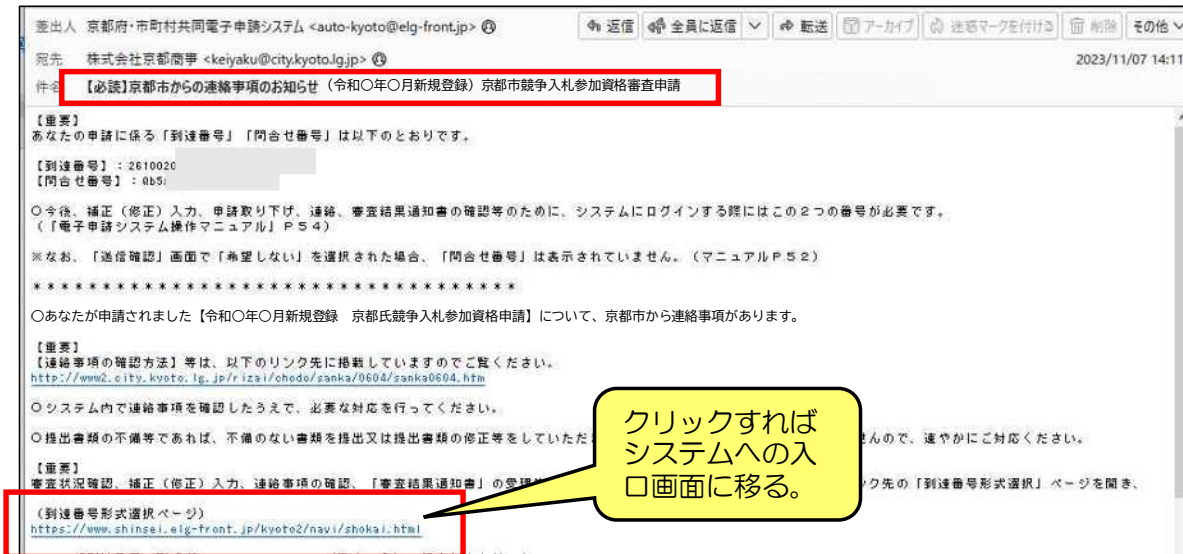 差出人 京都府・市町村共同電子申請システム <auto-kyoto@elg-front.jp>
返信 全員に返信 転送 アーカイブ 迷惑マークを付ける 削除 その他
宛先 株式会社京都商事 <keiyaku@city.kyoto.lg.jp>
2023/11/07 14:11
件名 【必読】京都市からの連絡事項のお知らせ（令和〇年〇月新規登録）京都市競争入札参加資格審査申請
【重要】
あなたの申請に係る「到達番号」「問合せ番号」は以下のとおりです。
【到達番号】：2610020
【問合せ番号】：0b5
○今後、補正（修正）入力、申請取り下げ、連絡、審査結果通知書の確認等のために、システムにログインする際にはこの２つの番号が必要です。
（「電子申請システム操作マニュアル」Ｐ５４）
※なお、「送信確認」画面で「希望しない」を選択された場合、「問合せ番号」は表示されていません。（マニュアルＰ５２）
＊＊＊＊＊＊＊＊＊＊＊＊＊＊＊＊＊＊＊＊＊＊＊＊＊＊＊＊＊＊＊＊＊＊＊
〇あなたが申請されました【令和〇年〇月新規登録　京都氏競争入札参加資格申請】について、京都市から連絡事項があります。
【重要】
【連絡事項の確認方法】等は、以下のリンク先に掲載していますのでご覧ください。
http://www2.city.kyoto.lg.jp/rizai/chodo/sanka/0604/sanka0604.htm
○システム内で連絡事項を確認したうえで、必要な対応を行ってください。
○提出書類の不備等であれば、不備のない書類を提出又は提出書類の修正等をしていただ
せんので、速やかにご対応ください。
クリックすれば
システムへの入
口画面に移る。
【重要】
審査状況確認、補正（修正）入力、連絡事項の確認、「審査結果通知書」の受理
ク先の「到達番号形式選択」ページを開き、
（到達番号形式選択ページ）
https://www.shinsei.elg-front.jp/kyoto2/navi/shokai.html